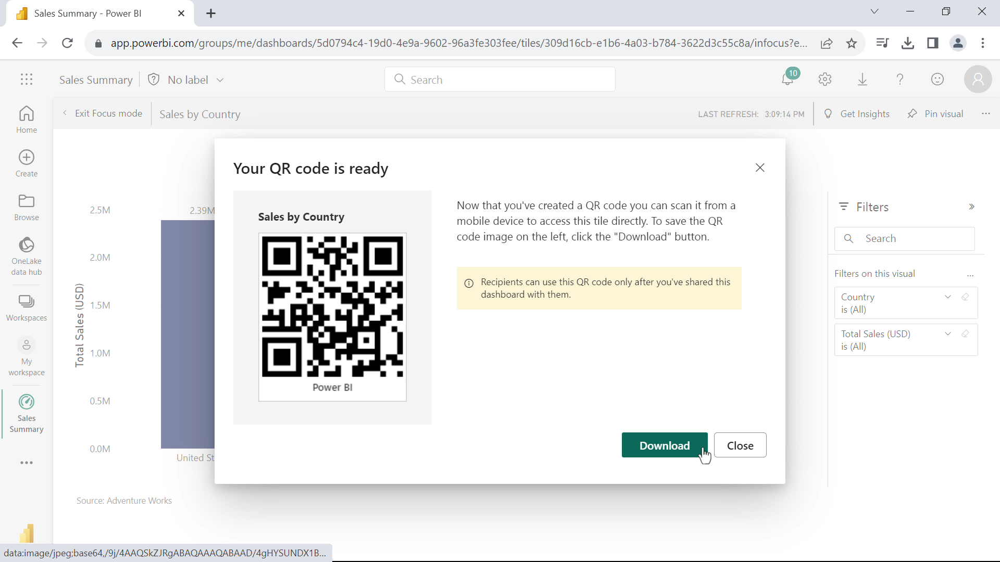 Sales Summary - Power BI
app.powerbi.com/groups/me/dashboards/5d0794c4-19d0-4e9a-9602-96a3fe303fee/tiles/309d16cb-e1b6-4a03-b784-3622d3c55c8a/infocus?e...
Sales Summary
No label
Search
10
Exit Focus mode
Sales by Country
LAST REFRESH: 3:09:14 PM
Get Insights
Pin visual
Home
Create
Browse
OneLake
data hub
Workspaces
My
workspace
Sales
Summary
Total Sales (USD)
2.5M
2.0M
1.5M
1.0M
0.5M
0.0M
2.39M
United St
Source: Adventure Works
Your QR code is ready
Sales by Country
Power BI
Now that you've created a QR code you can scan it from a
mobile device to access this tile directly. To save the QR
code image on the left, click the "Download" button.
Recipients can use this QR code only after you've shared this
dashboard with them.
Download
Close
Filters
Search
Filters on this visual
...
Country
is (All)
Total Sales (USD)
is (All)
data:image/jpeg;base64,/9j/4AAQSkZJRgABAQAAAQABAAD/4gHYSUNDX1B...